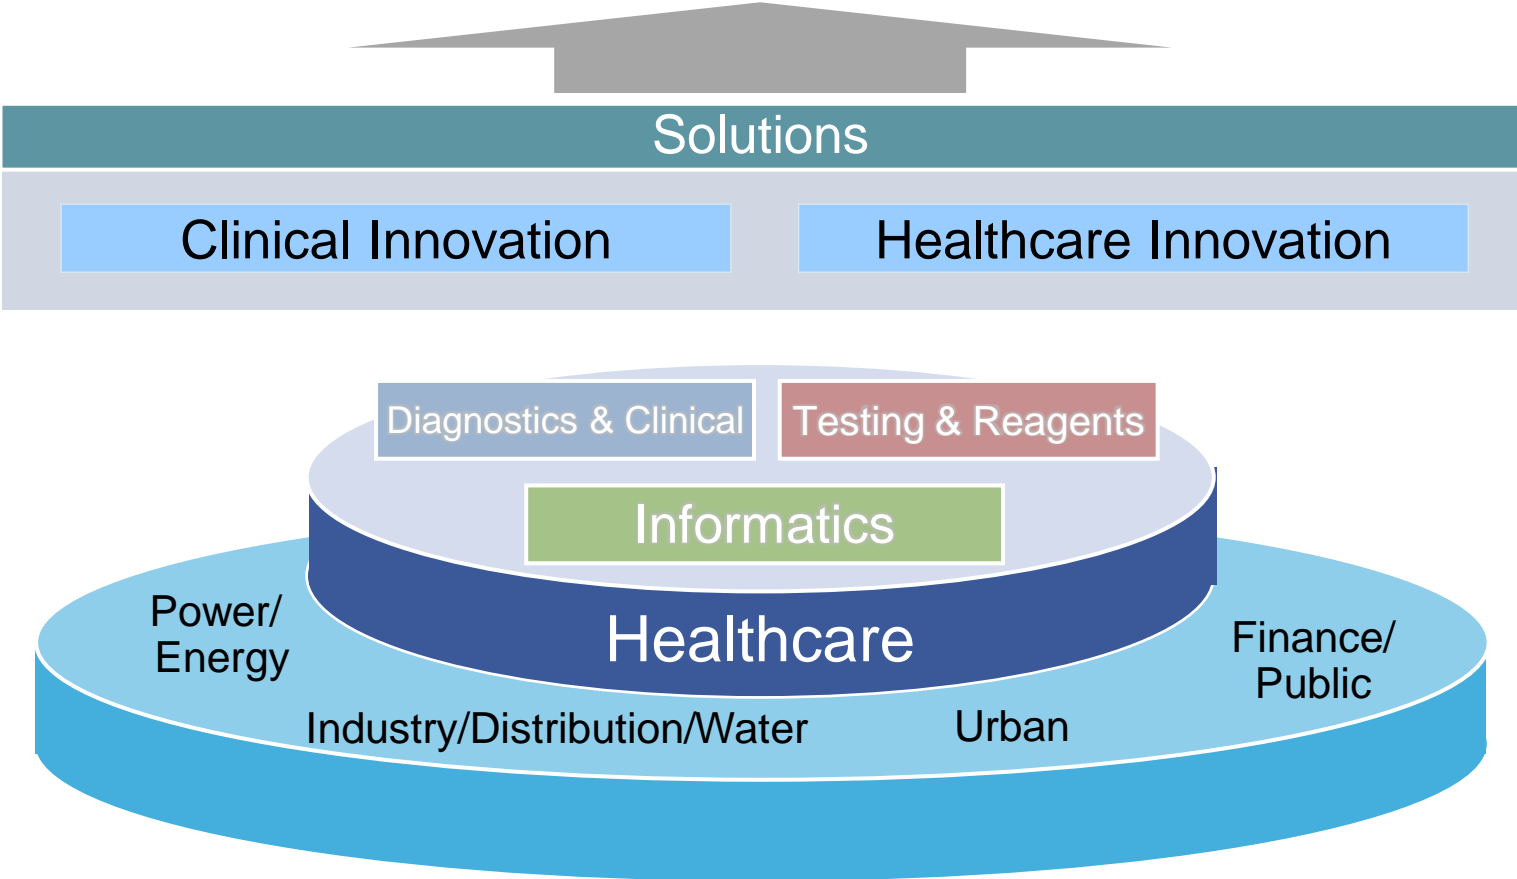 Solutions
Clinical Innovation
Healthcare Innovation
Diagnostics & Clinical
Testing & Reagents
Informatics
Healthcare
Power/
Energy
Industry/Distribution/Water
Urban
Finance/
Public